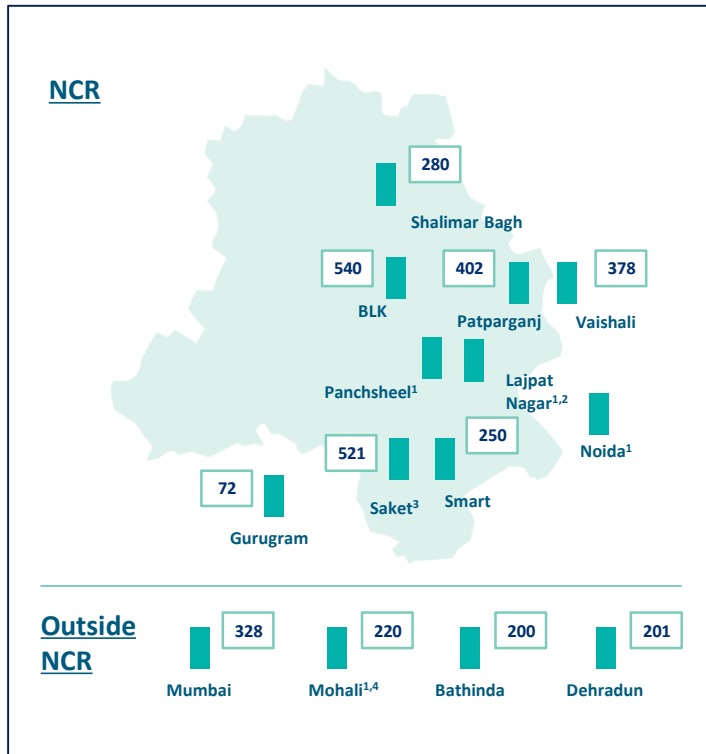 NCR
280
Shalimar Bagh
540
BLK
402
Patparganj
378
Vaishali
Panchsheel1
Lajpat
Nagar1,2
Noida1
521
Saket3
250
Smart
72
Gurugram
Outside
NCR
328
Mumbai
220
Mohali1,4
200
Bathinda
201
Dehradun